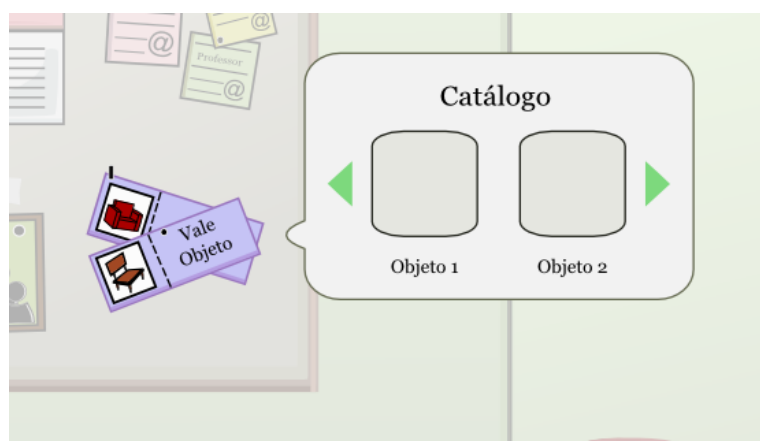 @
@
Professor
@
Catálogo
Vale
Objeto
Objeto 1
Objeto 2